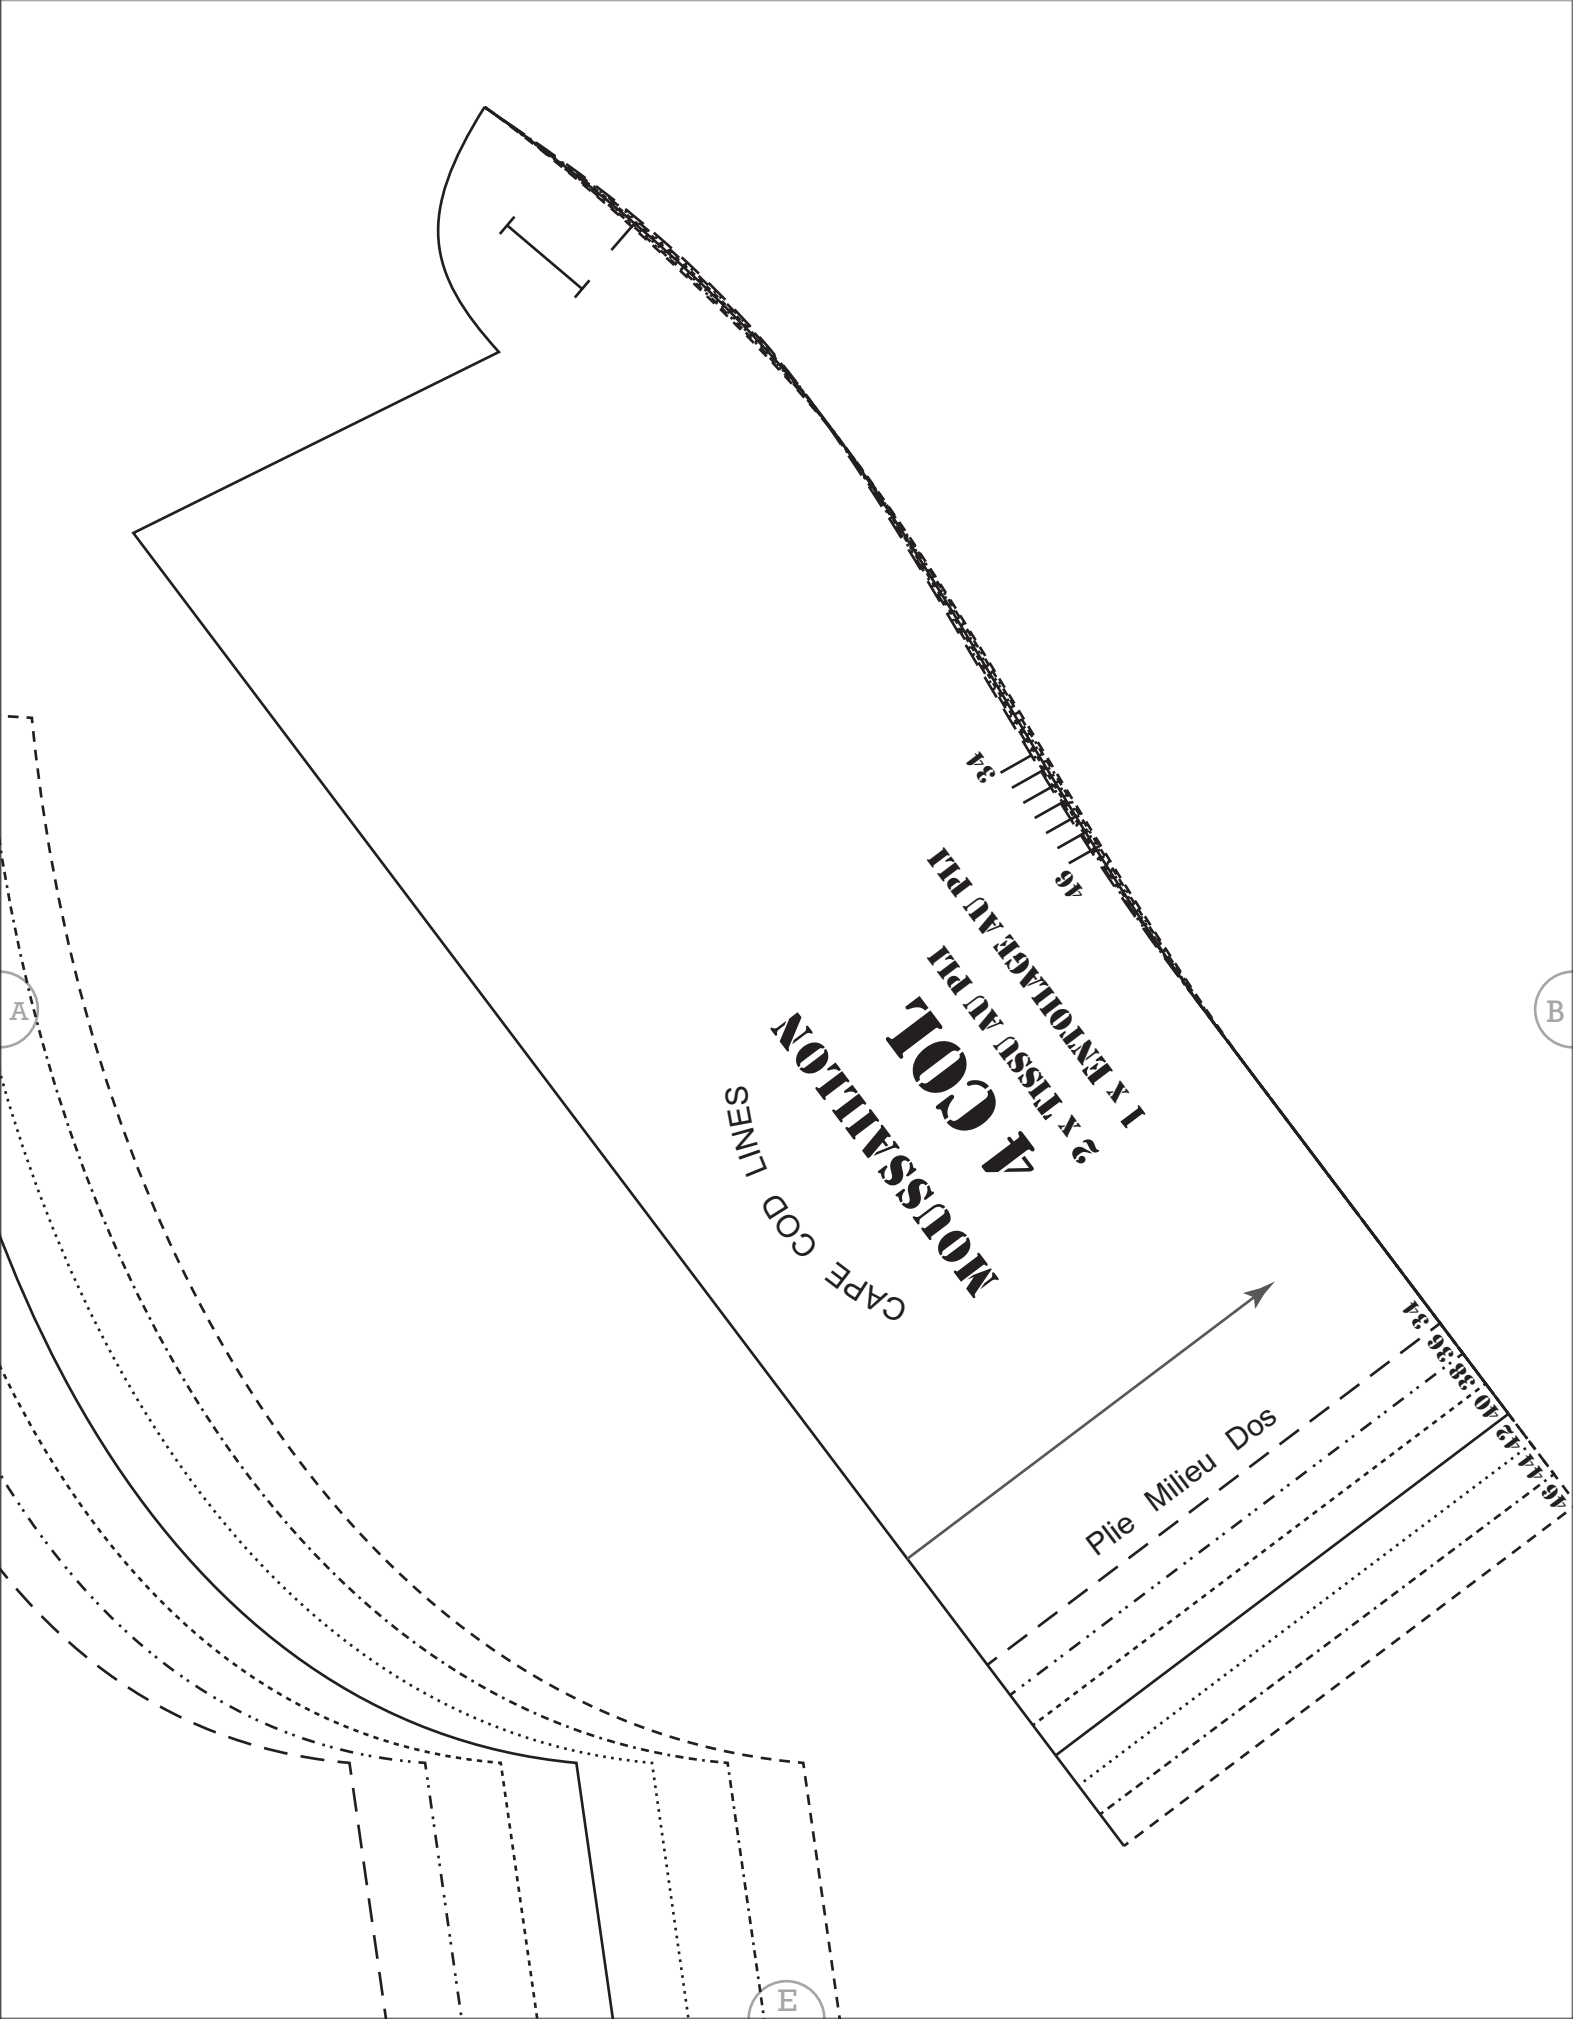 CAPE COD LINES
MOUSSAILLON
4 COL
2 x TISSU AU PLI
1 x ENTOILAGE AU PLI
34
46
Plie Milieu Dos
34
36
38
40
42
44
46
A
B
E